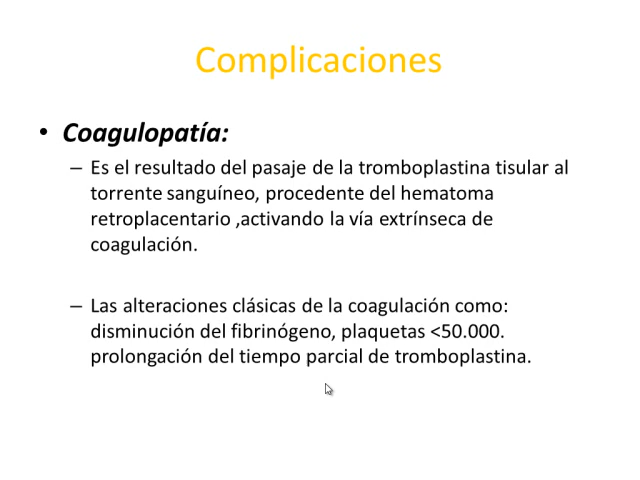 Complicaciones
• Coagulopatía:
– Es el resultado del pasaje de la tromboplastina tisular al
torrente sanguíneo, procedente del hematoma
retroplacentario ,activando la vía extrínseca de
coagulación.
– Las alteraciones clásicas de la coagulación como:
disminución del fibrinógeno, plaquetas <50.000.
prolongación del tiempo parcial de tromboplastina.